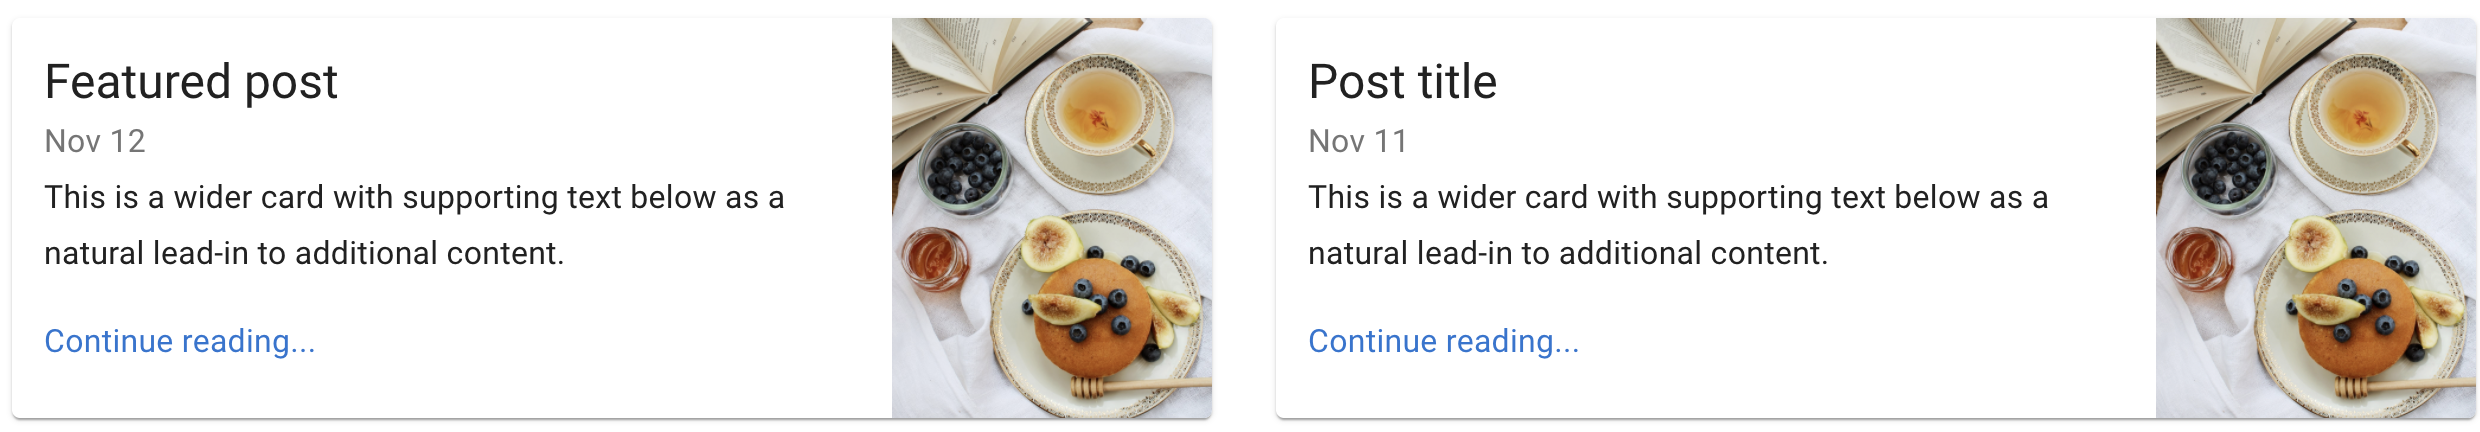 Featured post
Nov 12
This is a wider card with supporting text below as a
natural lead-in to additional content.
Continue reading...
Post title
Nov 11
This is a wider card with supporting text below as a
natural lead-in to additional content.
Continue reading...